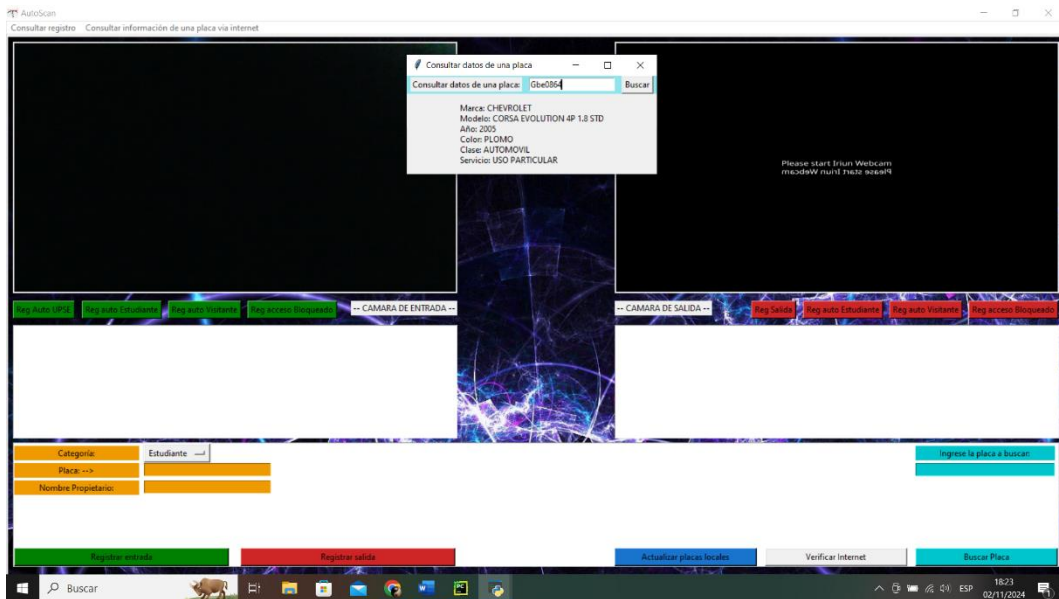 AutoScan
Consultar registro Consultar información de una placa via internet
Consultar datos de una placa
Consultar datos de una placa: Gbe0864 Buscar
Marca: CHEVROLET
Modelo: CORSA EVOLUTION 4P 1.8 STD
Año: 2005
Color: PLOMO
Clase: AUTOMOVIL
Servicio: USO PARTICULAR
Please start Iriun Webcam
Please start Iriun Webcam
Reg Auto UPSE Reg auto Estudiante Reg auto Visitante Reg acceso Bloqueado -- CAMARA DE ENTRADA -- -- CAMARA DE SALIDA -- Reg Salida Reg auto Estudiante Reg auto Visitante Reg acceso Bloqueado
Categoría: Estudiante Ingrese la placa a buscar:
Placa: -->
Nombre Propietario:
Registrar entrada Registrar salida Actualizar placas locales Verificar Internet Buscar Placa
Buscar ESP 18:23
02/11/2024